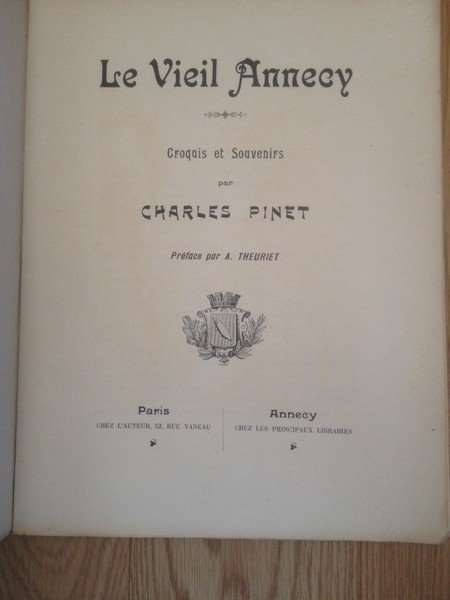 Le Vieil Annecy
Croquis et Souvenirs
par
CHARLES PINET
Préface par A. THEURIET
Paris
CHEZ L'AUTEUR, 52, RUE VANEAU
Annecy
CHEZ LES PRINCIPAUX LIBRAIRES